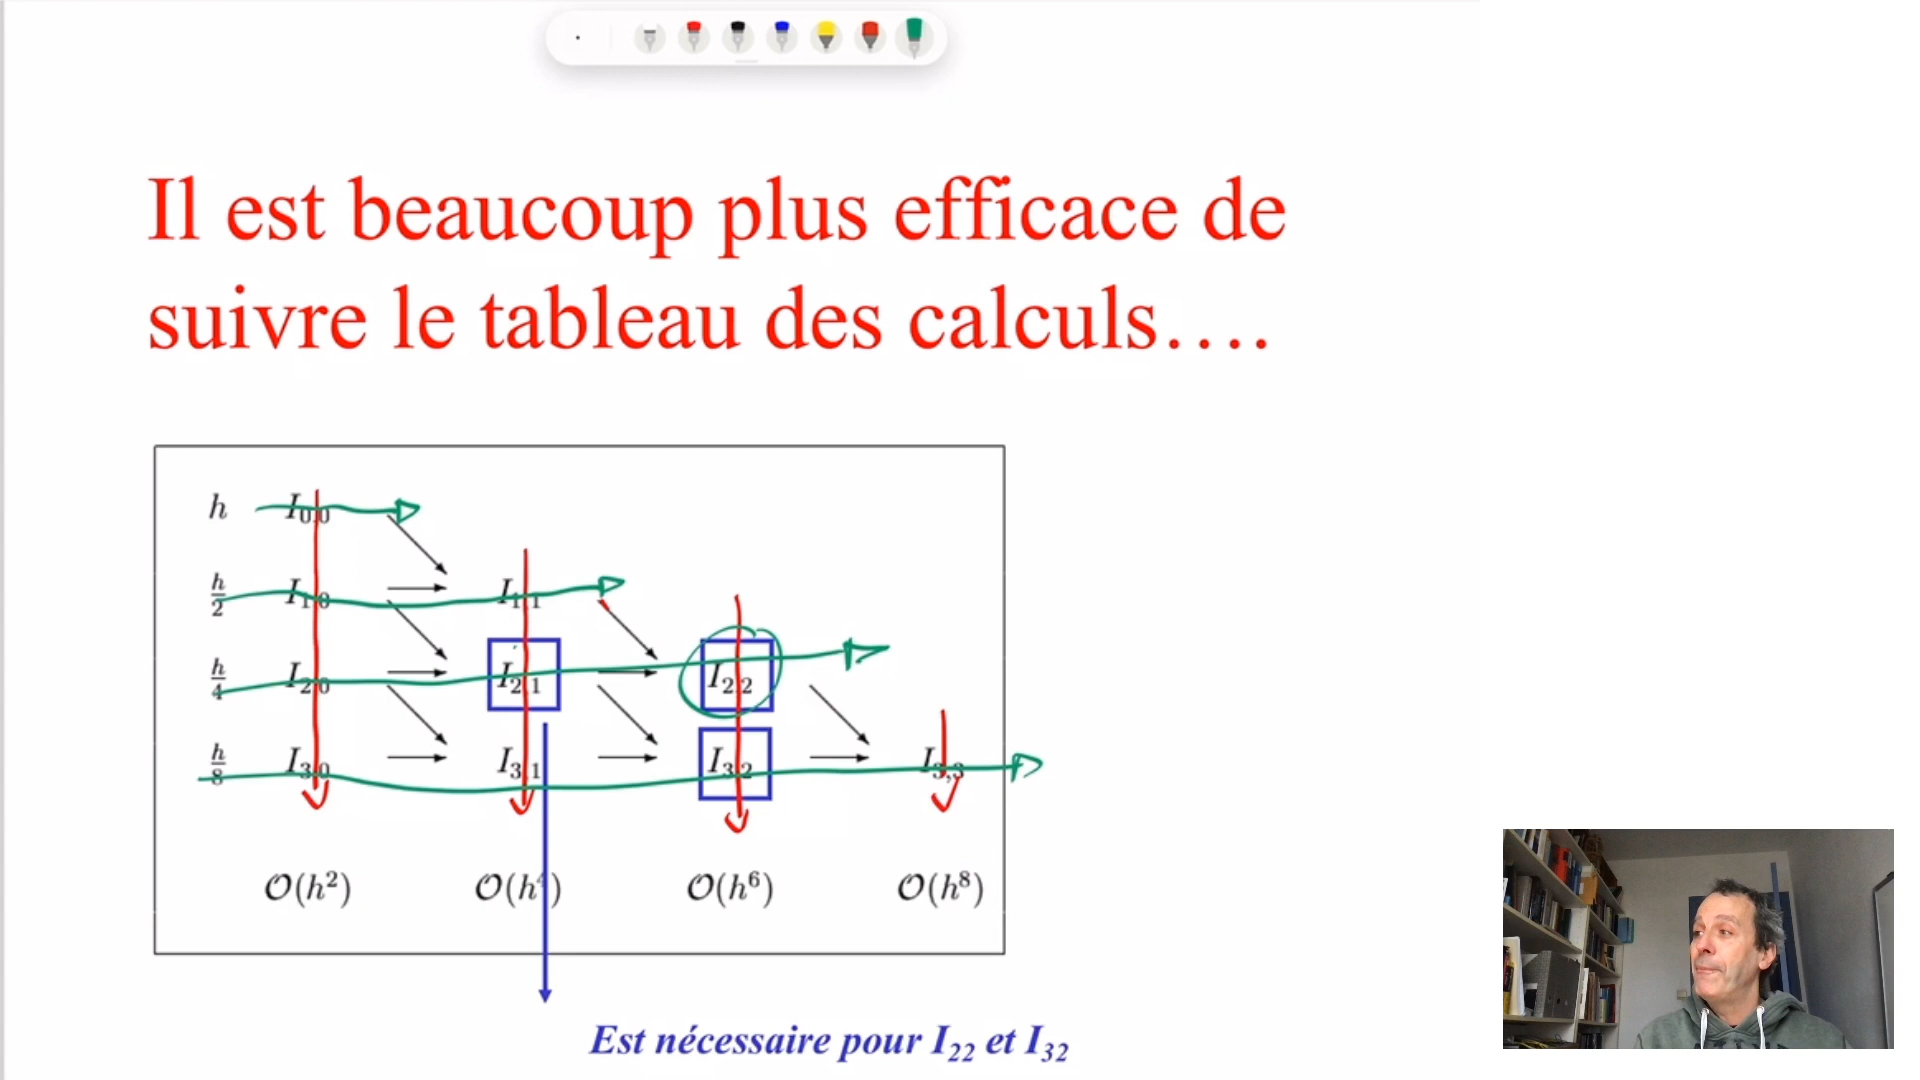 Il est beaucoup plus efficace de
suivre le tableau des calculs....
h I0,0
h/2 I1,0 I1,1
h/4 I2,0 I2,1 I2,2
h/8 I3,0 I3,1 I3,2 I3,3
O(h²) O(h⁴) O(h⁶) O(h⁸)
Est nécessaire pour I22 et I32